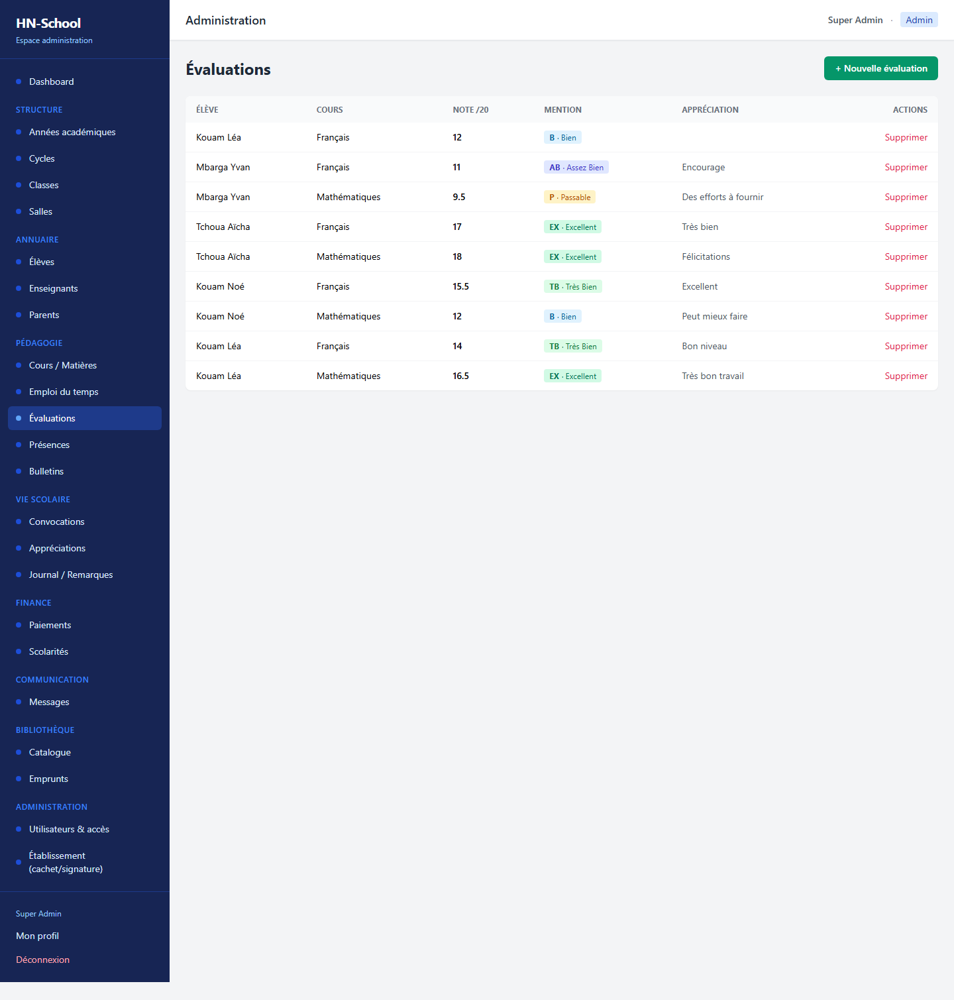 HN-School
Espace administration
Dashboard
STRUCTURE
Années académiques
Cycles
Classes
Salles
ANNUAIRE
Élèves
Enseignants
Parents
PÉDAGOGIE
Cours / Matières
Emploi du temps
Évaluations
Présences
Bulletins
VIE SCOLAIRE
Convocations
Appréciations
Journal / Remarques
FINANCE
Paiements
Scolarités
COMMUNICATION
Messages
BIBLIOTHÈQUE
Catalogue
Emprunts
ADMINISTRATION
Utilisateurs & accès
Établissement
(cachet/signature)
Super Admin
Mon profil
Déconnexion
Administration
Super Admin · Admin
Évaluations
+ Nouvelle évaluation
ÉLÈVE COURS NOTE /20 MENTION APPRÉCIATION ACTIONS
Kouam Léa Français 12 B · Bien Supprimer
Mbarga Yvan Français 11 AB · Assez Bien Encourage Supprimer
Mbarga Yvan Mathématiques 9.5 P · Passable Des efforts à fournir Supprimer
Tchoua Aïcha Français 17 EX · Excellent Très bien Supprimer
Tchoua Aïcha Mathématiques 18 EX · Excellent Félicitations Supprimer
Kouam Noé Français 15.5 TB · Très Bien Excellent Supprimer
Kouam Noé Mathématiques 12 B · Bien Peut mieux faire Supprimer
Kouam Léa Français 14 TB · Très Bien Bon niveau Supprimer
Kouam Léa Mathématiques 16.5 EX · Excellent Très bon travail Supprimer